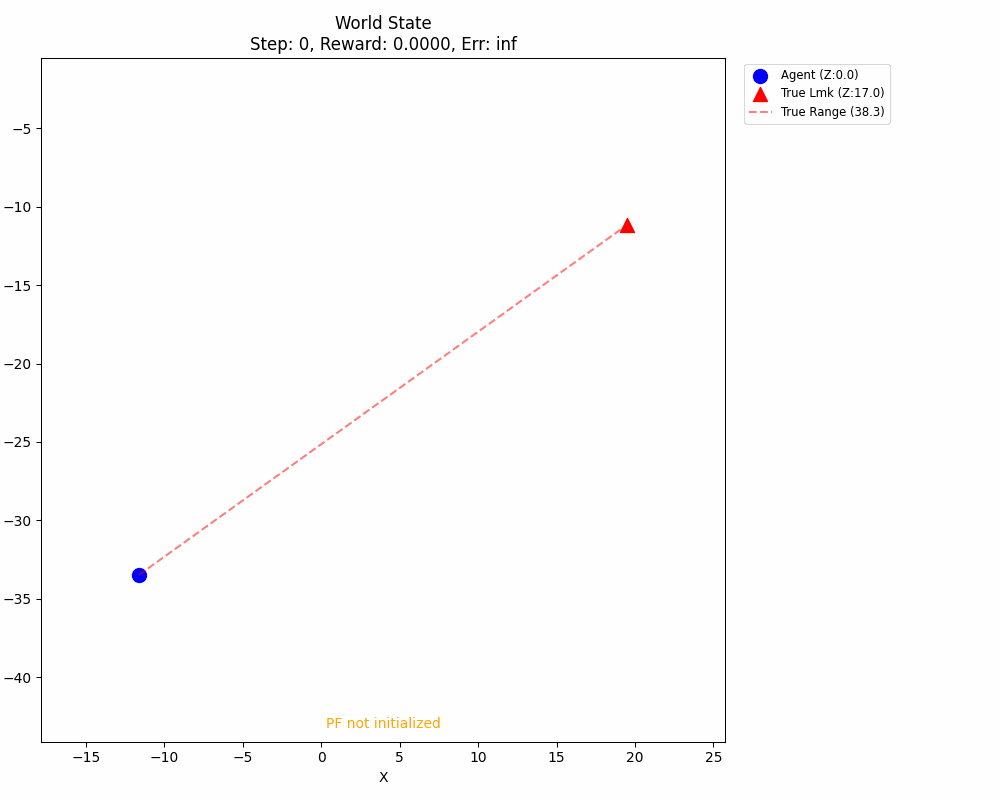 World State
Step: 0, Reward: 0.0000, Err: inf
Agent (Z:0.0)
True Lmk (Z:17.0)
True Range (38.3)
−5
−10
−15
−20
−25
−30
−35
−40
PF not initialized
−15 −10 −5 0 5 10 15 20 25
X